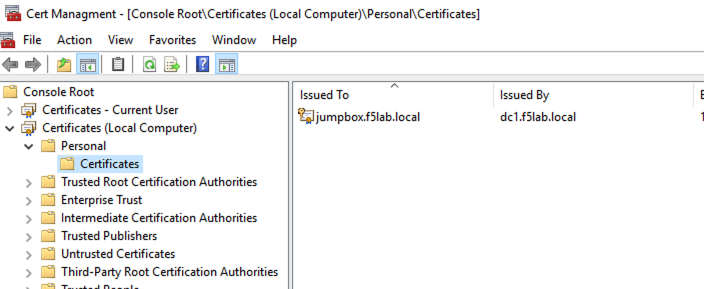 Cert Managment - [Console Root\Certificates (Local Computer)\Personal\Certificates]
File Action View Favorites Window Help
Console Root
Certificates - Current User
Certificates (Local Computer)
Personal
Certificates
Trusted Root Certification Authorities
Enterprise Trust
Intermediate Certification Authorities
Trusted Publishers
Untrusted Certificates
Third-Party Root Certification Authorities
Trusted People
Issued To Issued By E
jumpbox.f5lab.local dc1.f5lab.local 1